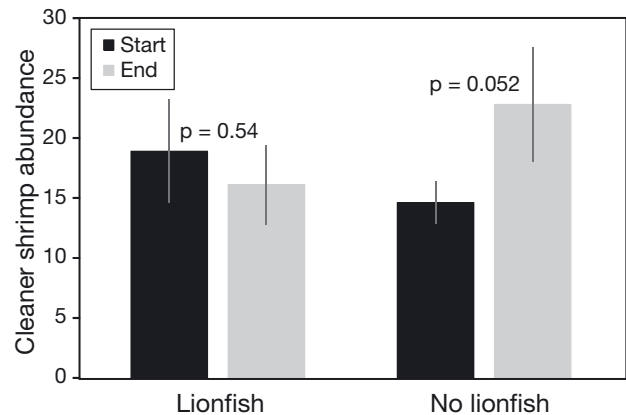 30
25
20
15
10
5
0
Cleaner shrimp abundance
Start
End
p = 0.54
p = 0.052
Lionfish
No lionfish